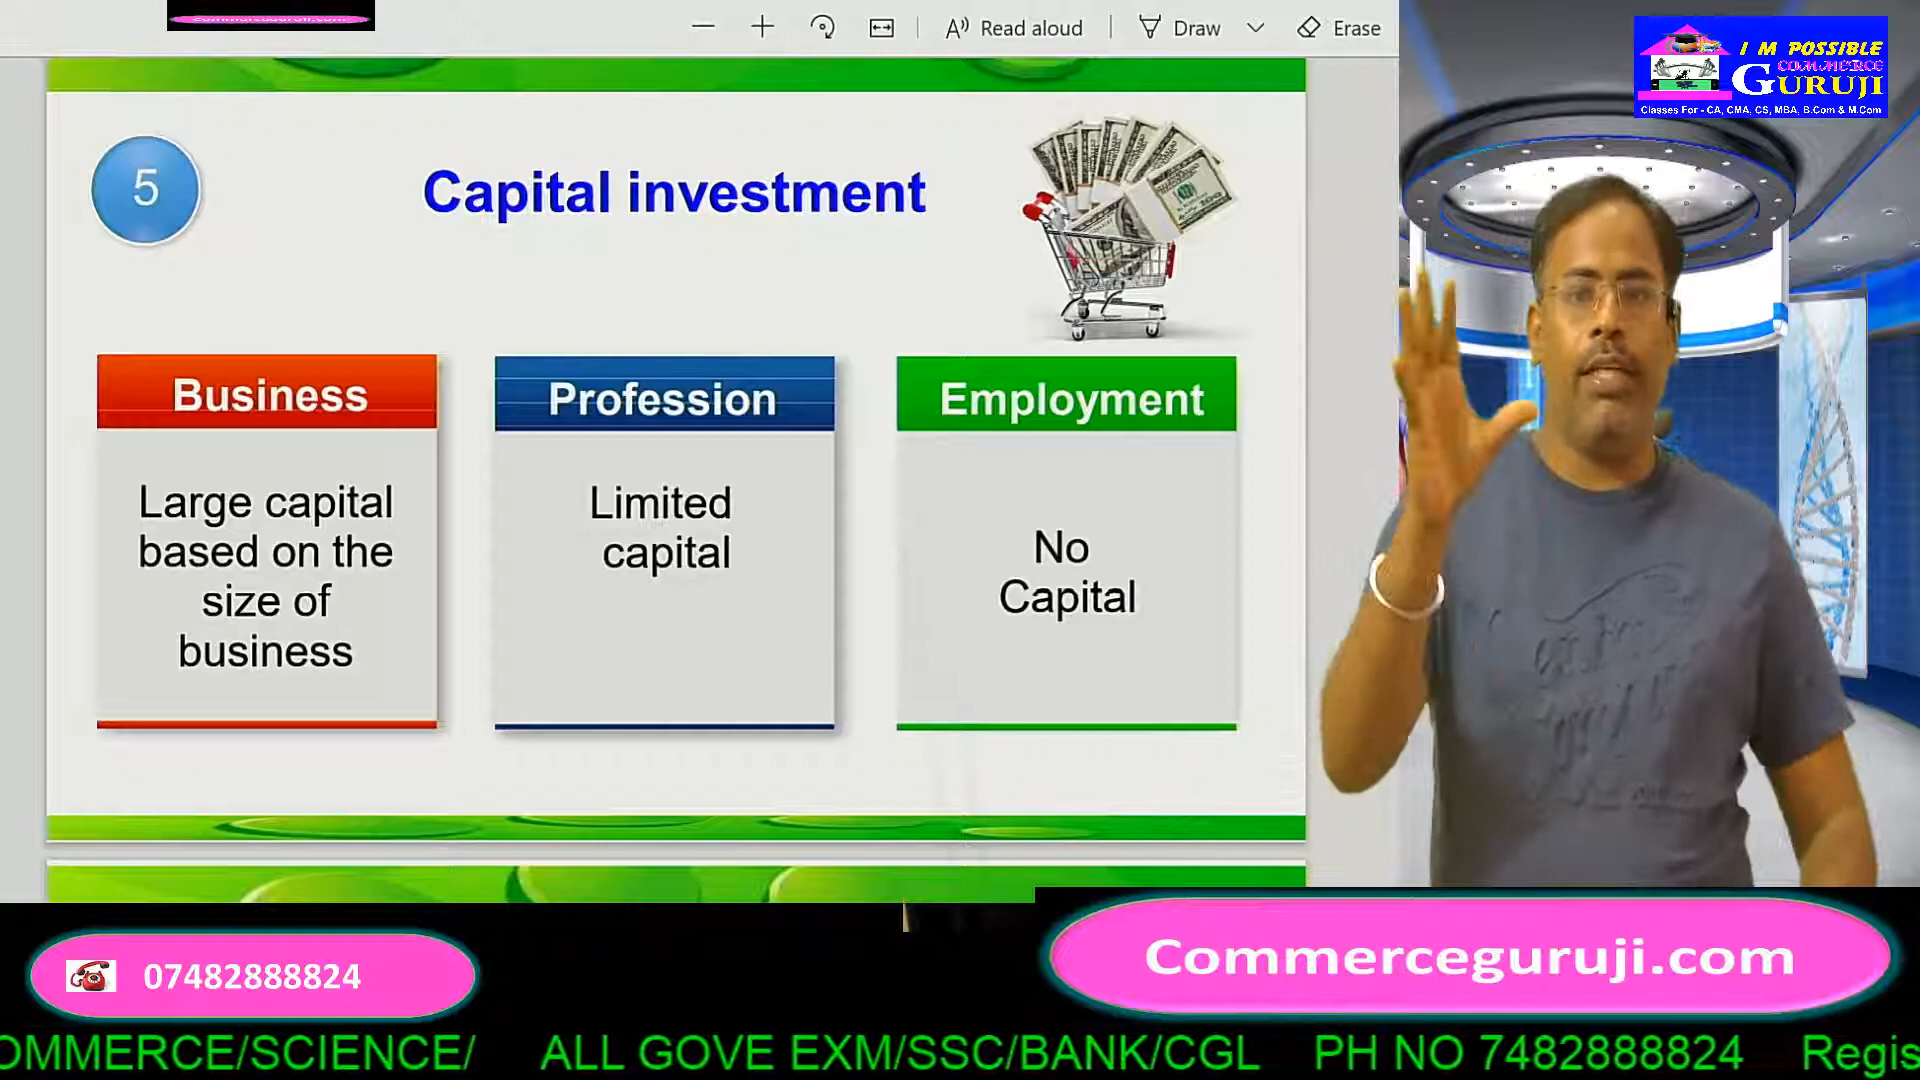 Commerceguruji.com
Read aloud
Draw
Erase
I M POSSIBLE
COMMERCE
GURUJI
Classes For - CA, CMA, CS, MBA, B.Com & M.Com
5
Capital investment
Business
Large capital
based on the
size of
business
Profession
Limited
capital
Employment
No
Capital
07482888824
Commerceguruji.com
OMMERCE/SCIENCE/ ALL GOVE EXM/SSC/BANK/CGL PH NO 7482888824 Regis